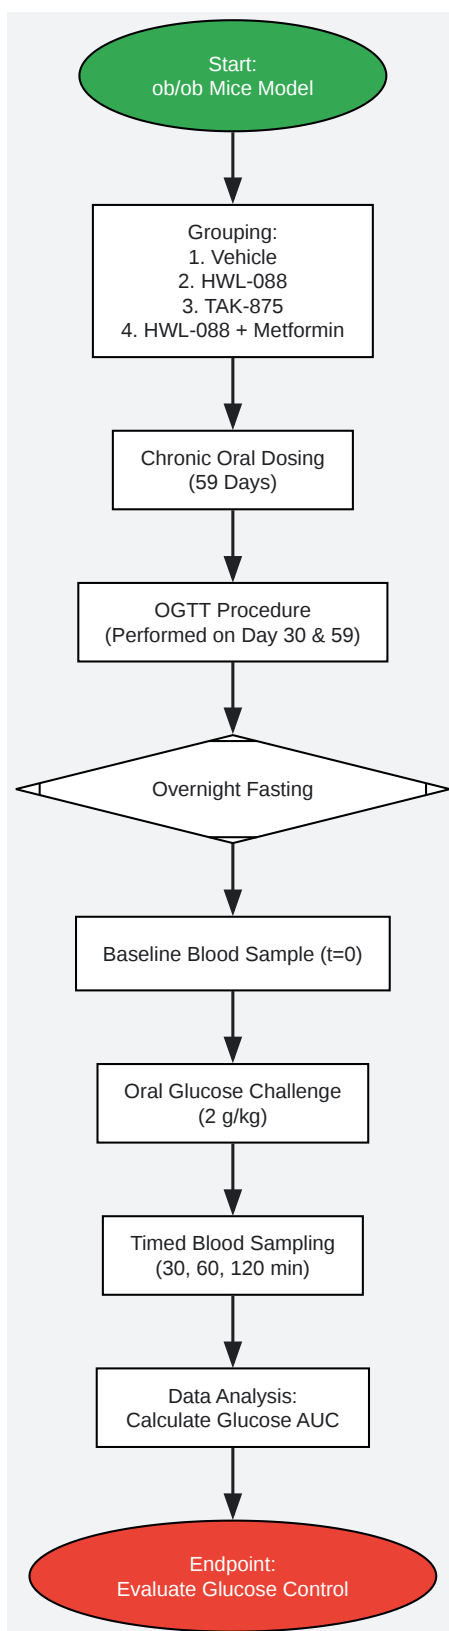 Start:
ob/ob Mice Model
Grouping:
1. Vehicle
2. HWL-088
3. TAK-875
4. HWL-088 + Metformin
Chronic Oral Dosing
(59 Days)
OGTT Procedure
(Performed on Day 30 & 59)
Overnight Fasting
Baseline Blood Sample (t=0)
Oral Glucose Challenge
(2 g/kg)
Timed Blood Sampling
(30, 60, 120 min)
Data Analysis:
Calculate Glucose AUC
Endpoint:
Evaluate Glucose Control